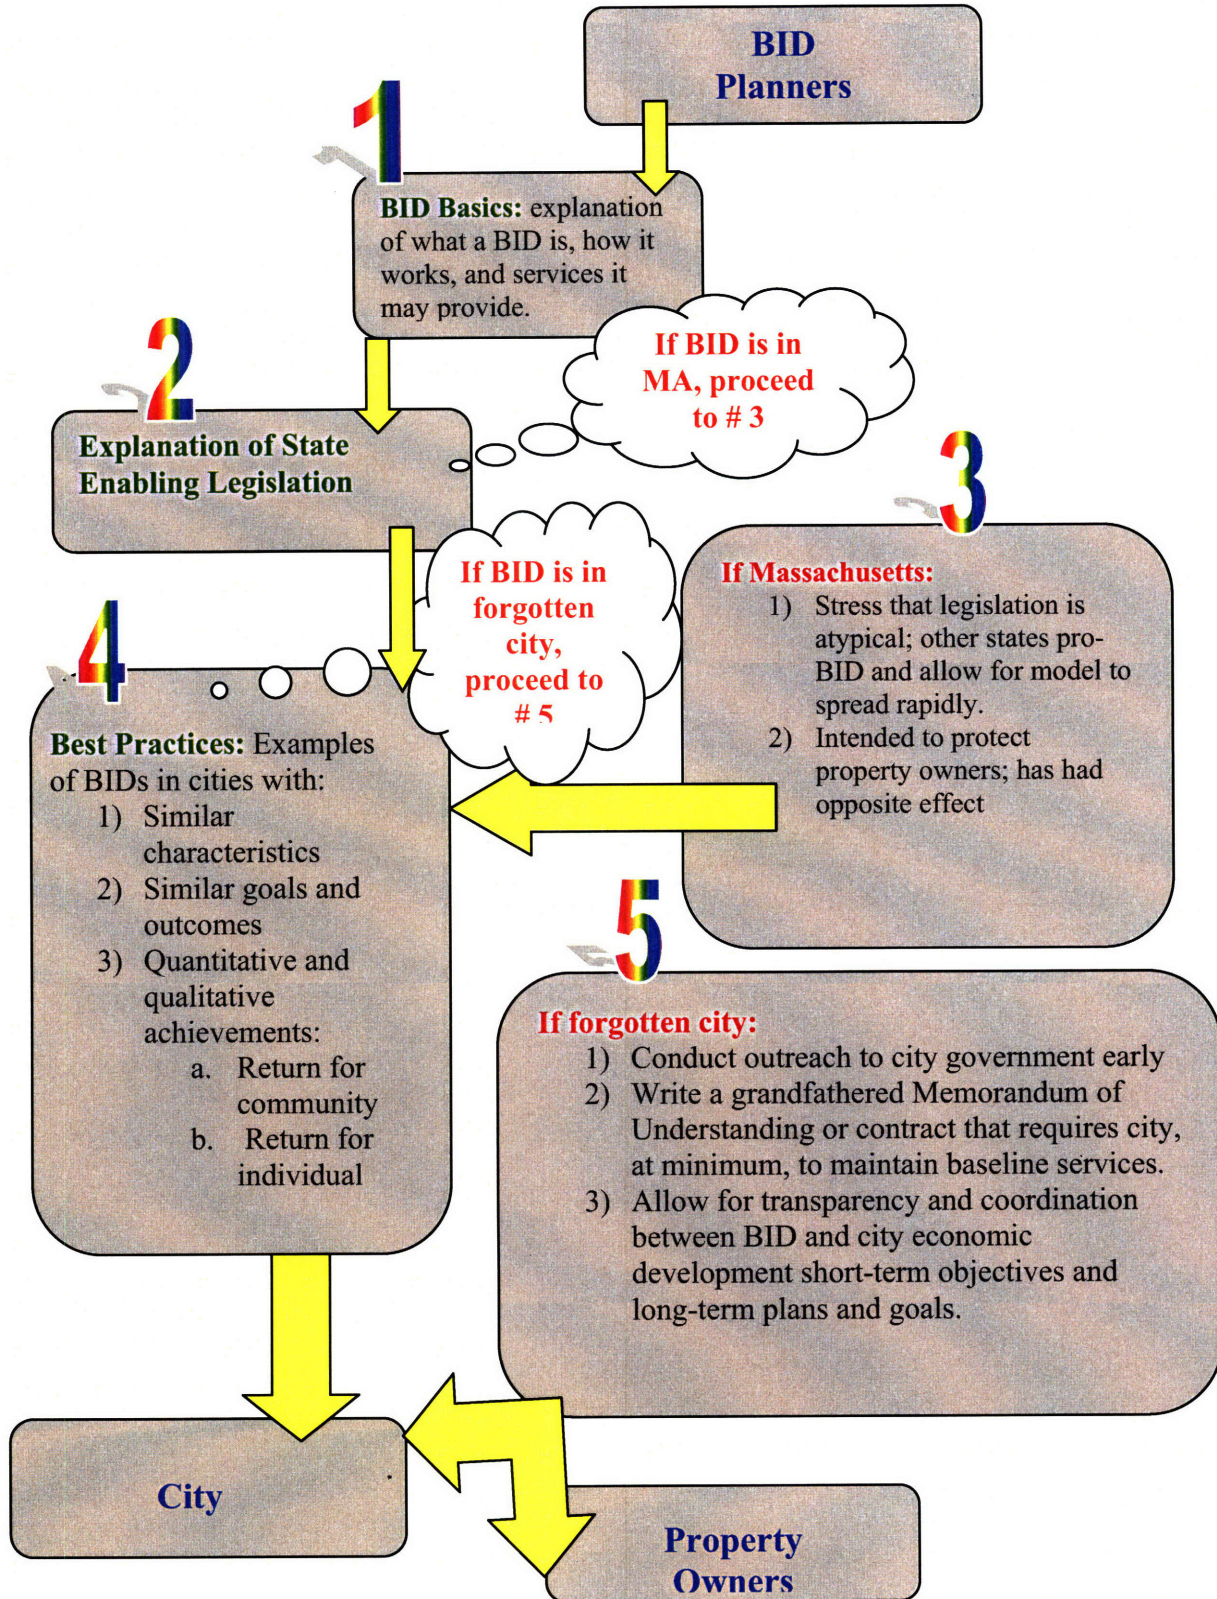 BID
Planners
1
BID Basics: explanation
of what a BID is, how it
works, and services it
may provide.
If BID is in
MA, proceed
to # 3
2
Explanation of State
Enabling Legislation
If BID is in
forgotten
city,
proceed to
# 5
3
If Massachusetts:
1) Stress that legislation is
atypical; other states pro-
BID and allow for model to
spread rapidly.
2) Intended to protect
property owners; has had
opposite effect
4
Best Practices: Examples
of BIDs in cities with:
1) Similar
characteristics
2) Similar goals and
outcomes
3) Quantitative and
qualitative
achievements:
a. Return for
community
b. Return for
individual
5
If forgotten city:
1) Conduct outreach to city government early
2) Write a grandfathered Memorandum of
Understanding or contract that requires city,
at minimum, to maintain baseline services.
3) Allow for transparency and coordination
between BID and city economic
development short-term objectives and
long-term plans and goals.
City
Property
Owners